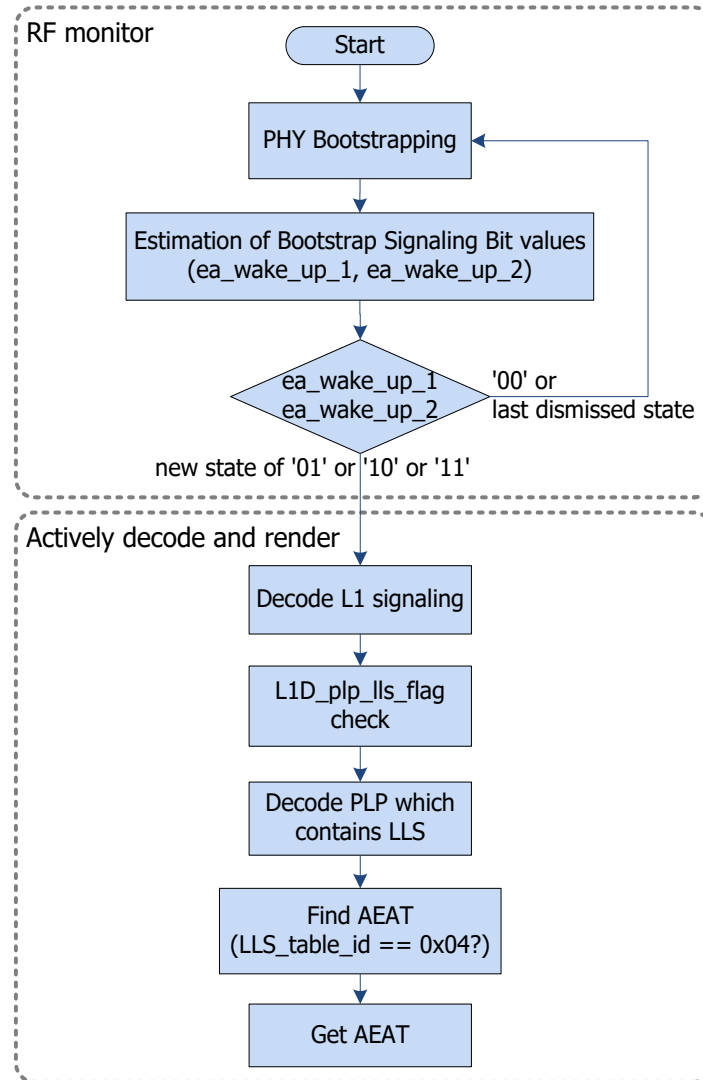 RF monitor
Start
PHY Bootstrapping
Estimation of Bootstrap Signaling Bit values
(ea_wake_up_1, ea_wake_up_2)
ea_wake_up_1
ea_wake_up_2
'00' or
last dismissed state
new state of '01' or '10' or '11'
Actively decode and render
Decode L1 signaling
L1D_plp_lls_flag
check
Decode PLP which
contains LLS
Find AEAT
(LLS_table_id == 0x04?)
Get AEAT